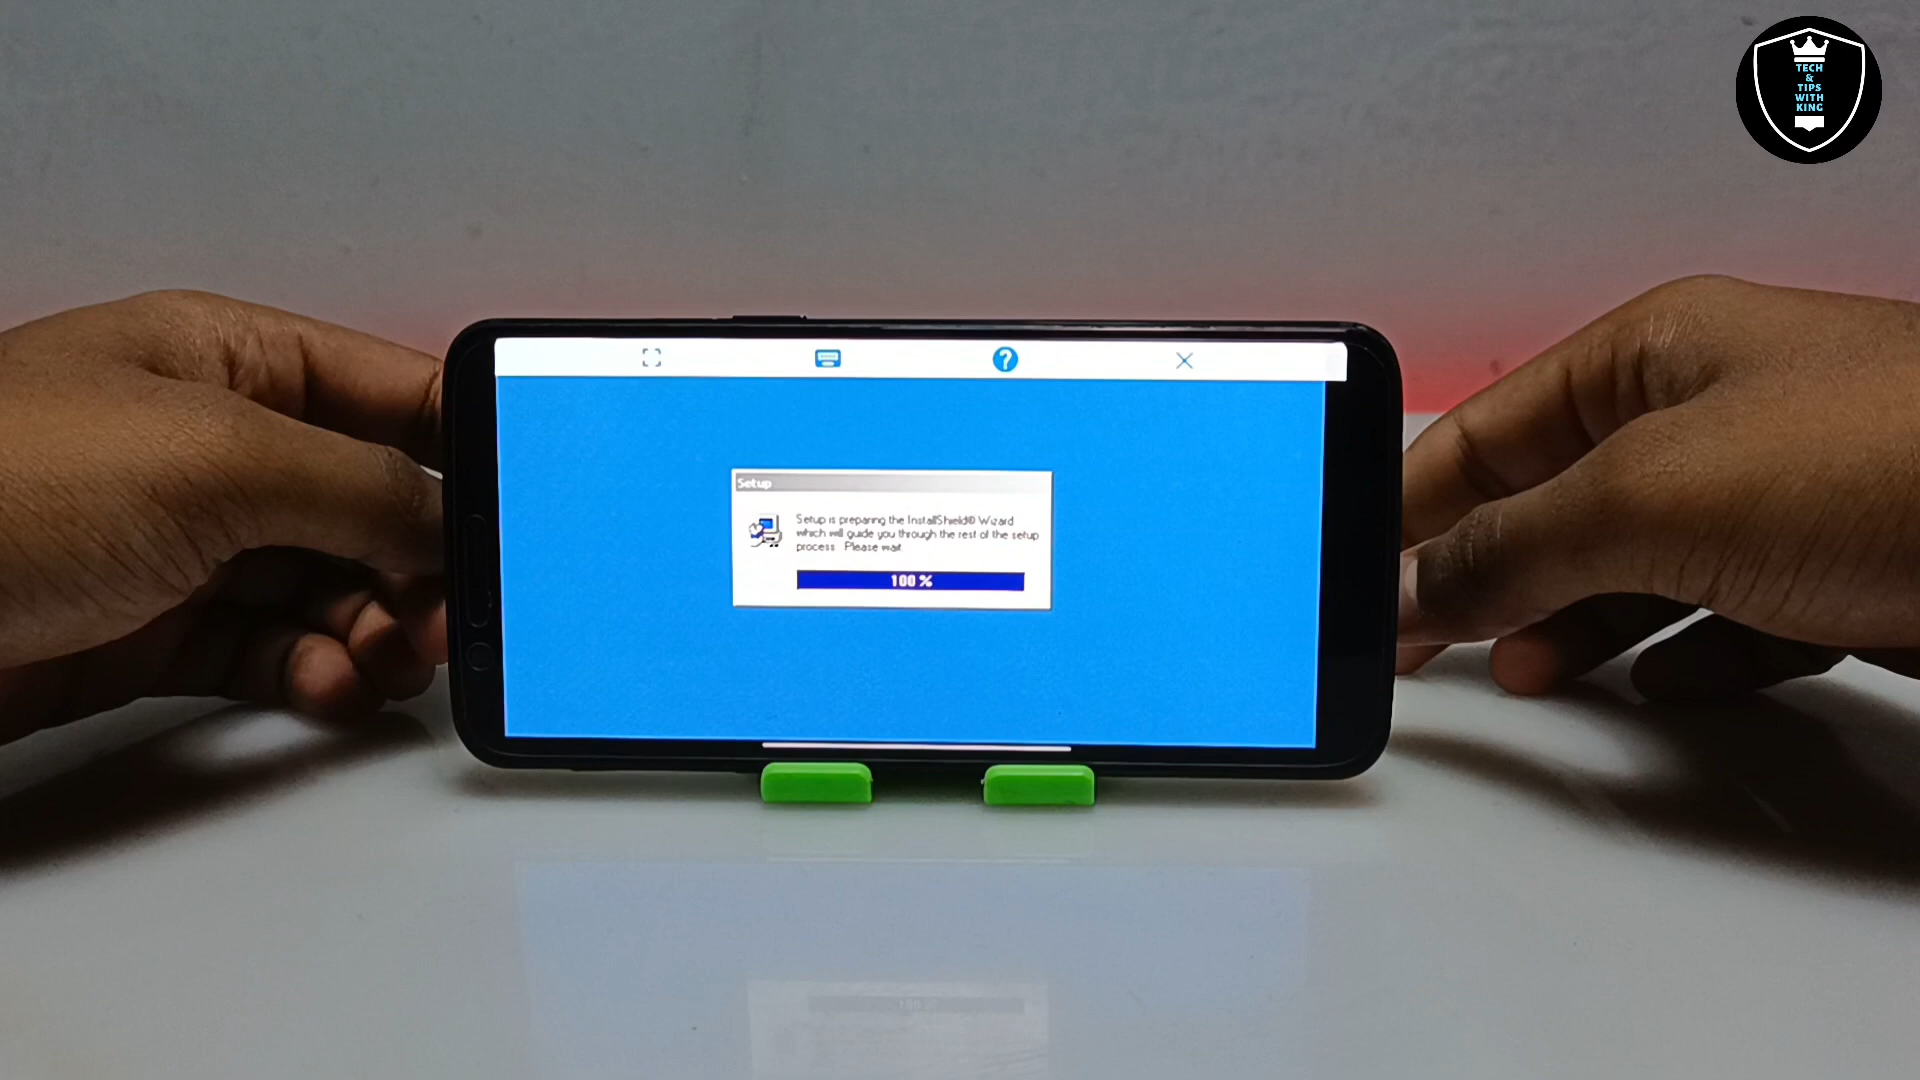 TECH
&
TIPS
WITH
KING
?
Setup
Setup is preparing the InstallShield® Wizard
which will guide you through the rest of the setup
process. Please wait.
100 %